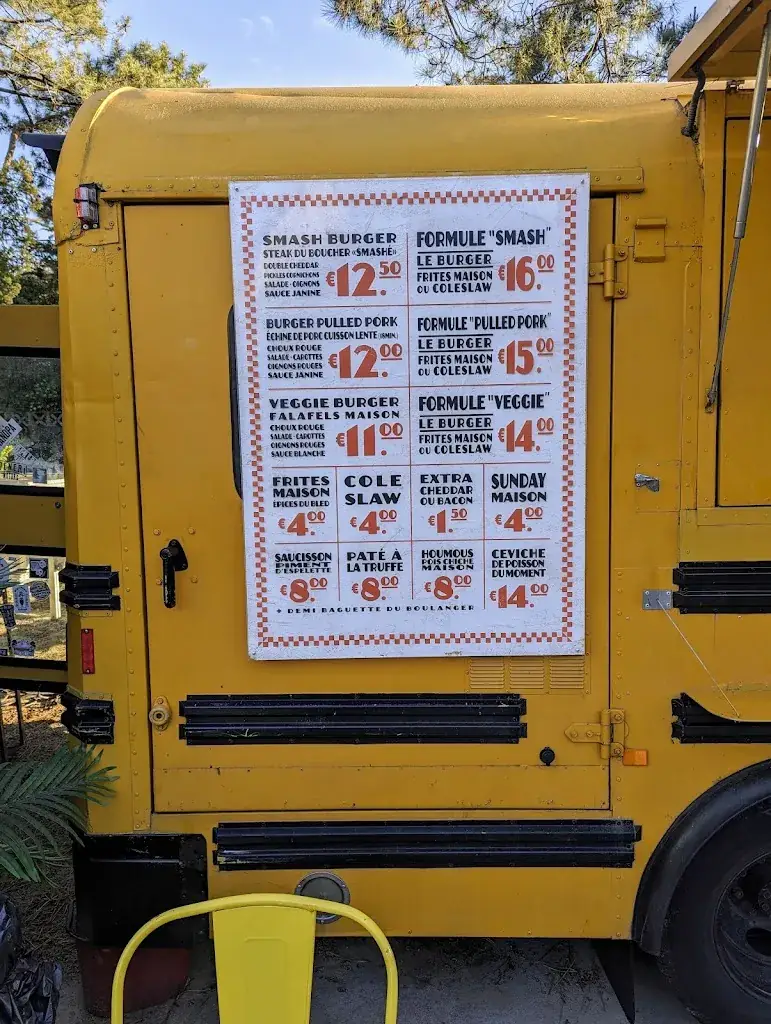 SMASH BURGER
STEAK DU BOUCHER «SMASHÉ»
DOUBLE CHEDDAR
PICKLES CORNICHONS
SALADE - OIGNONS
SAUCE JANINE
€12.50
FORMULE "SMASH"
LE BURGER
FRITES MAISON
OU COLESLAW
€16.00
BURGER PULLED PORK
ÉCHINE DE PORC CUISSON LENTE
CHOUX ROUGE
SALADE - CAROTTES
OIGNONS ROUGES
SAUCE JANINE
€12.00
FORMULE "PULLED PORK"
LE BURGER
FRITES MAISON
OU COLESLAW
€15.00
VEGGIE BURGER
FALAFELS MAISON
CHOUX ROUGE
SALADE - CAROTTES
OIGNONS ROUGES
SAUCE BLANCHE
€11.00
FORMULE "VEGGIE"
LE BURGER
FRITES MAISON
OU COLESLAW
€14.00
FRITES
MAISON
ÉPICES DU BLED
€4.00
COLE
SLAW
€4.00
EXTRA
CHEDDAR
OU BACON
€1.50
SUNDAY
MAISON
€4.00
SAUCISSON
PIMENT
D'ESPELETTE
€8.00
PATÉ À
LA TRUFFE
€8.00
HOUMOUS
POIS CHICHE
MAISON
€8.00
CEVICHE
DE POISSON
DU MOMENT
€14.00
+ DEMI BAGUETTE DU BOULANGER